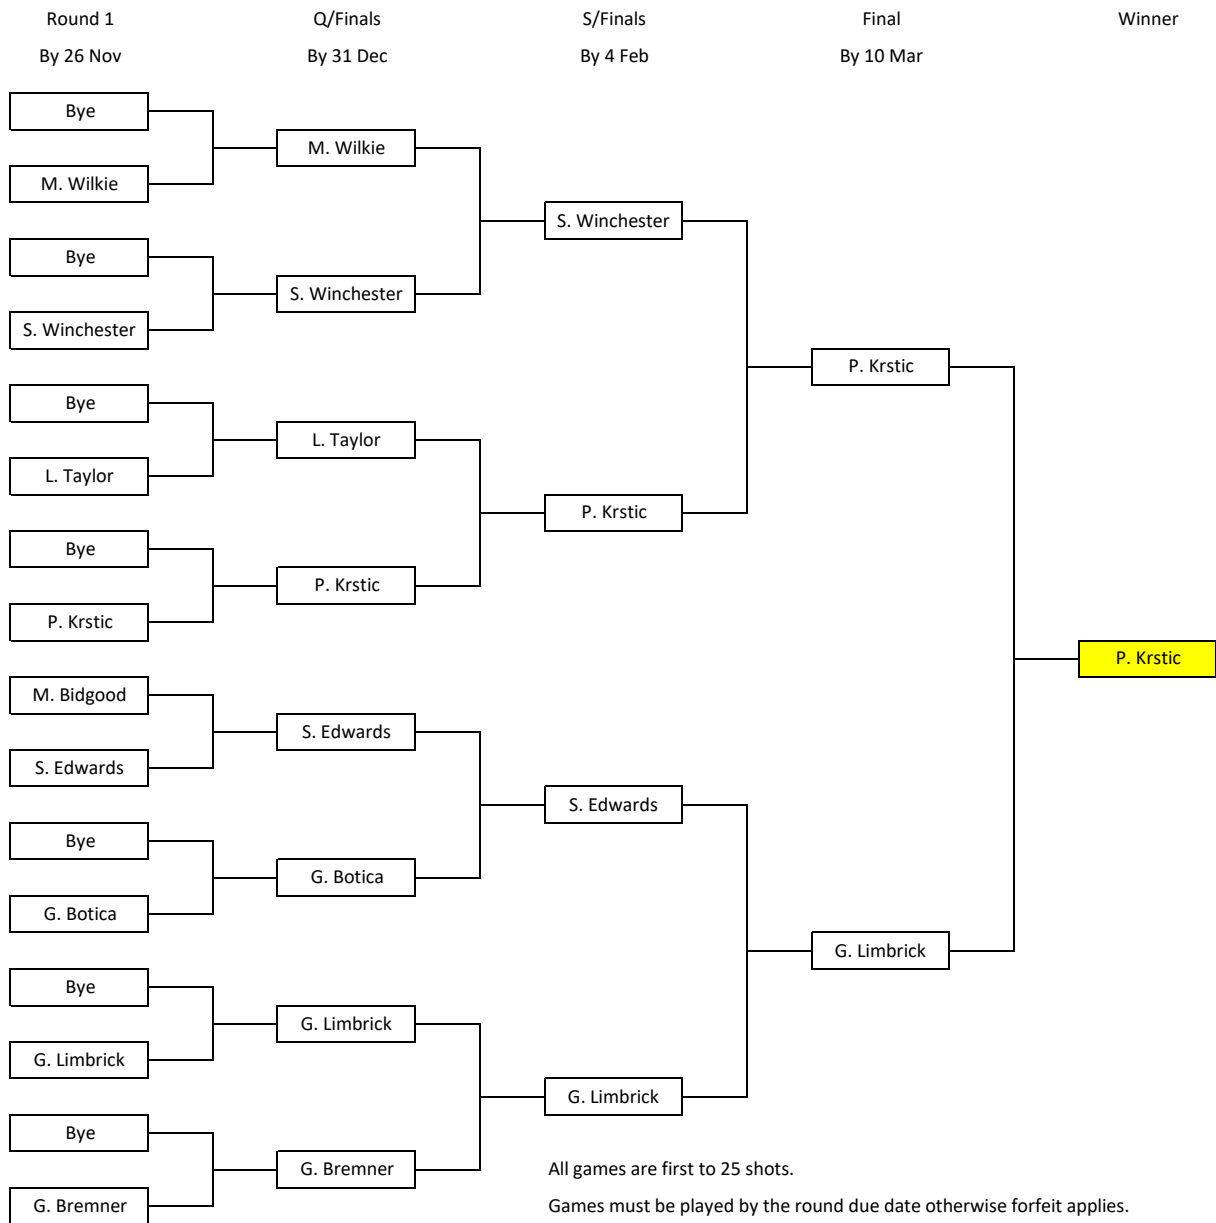 Round 1 Q/Finals S/Finals Final Winner
By 26 Nov By 31 Dec By 4 Feb By 10 Mar
Bye
M. Wilkie
M. Wilkie
S. Winchester
Bye
S. Winchester
S. Winchester
P. Krstic
Bye
L. Taylor
L. Taylor
P. Krstic
Bye
P. Krstic
P. Krstic
P. Krstic
M. Bidgood
S. Edwards
S. Edwards
S. Edwards
Bye
G. Botica
G. Botica
G. Limbrick
Bye
G. Limbrick
G. Limbrick
G. Limbrick
Bye
G. Bremner
G. Bremner
All games are first to 25 shots.
Games must be played by the round due date otherwise forfeit applies.